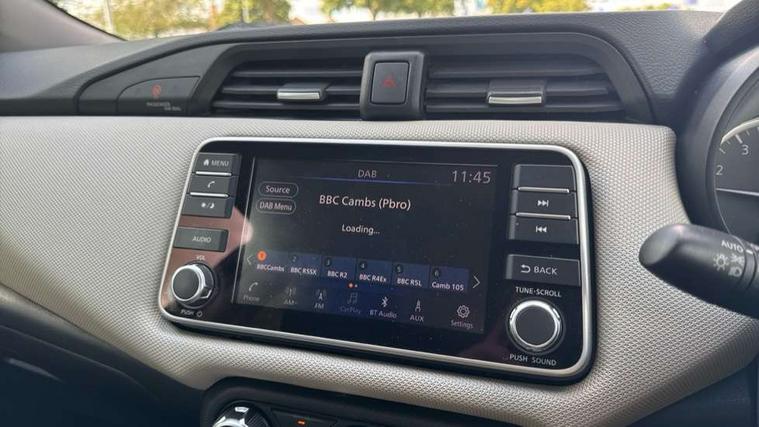 PASSENGER
MENU
DAB
11:45
Source
BBC Cambs (Pbro)
DAB Menu
Loading...
AUDIO
1 2 3 4 5 6
BBCCambs BBC R5SX BBC R2 BBC R4Ex BBC R5L Camb 105
BACK
VOL
Phone AM FM CarPlay BT Audio AUX Settings
TUNE·SCROLL
PUSH
PUSH SOUND
AUTO
2
3